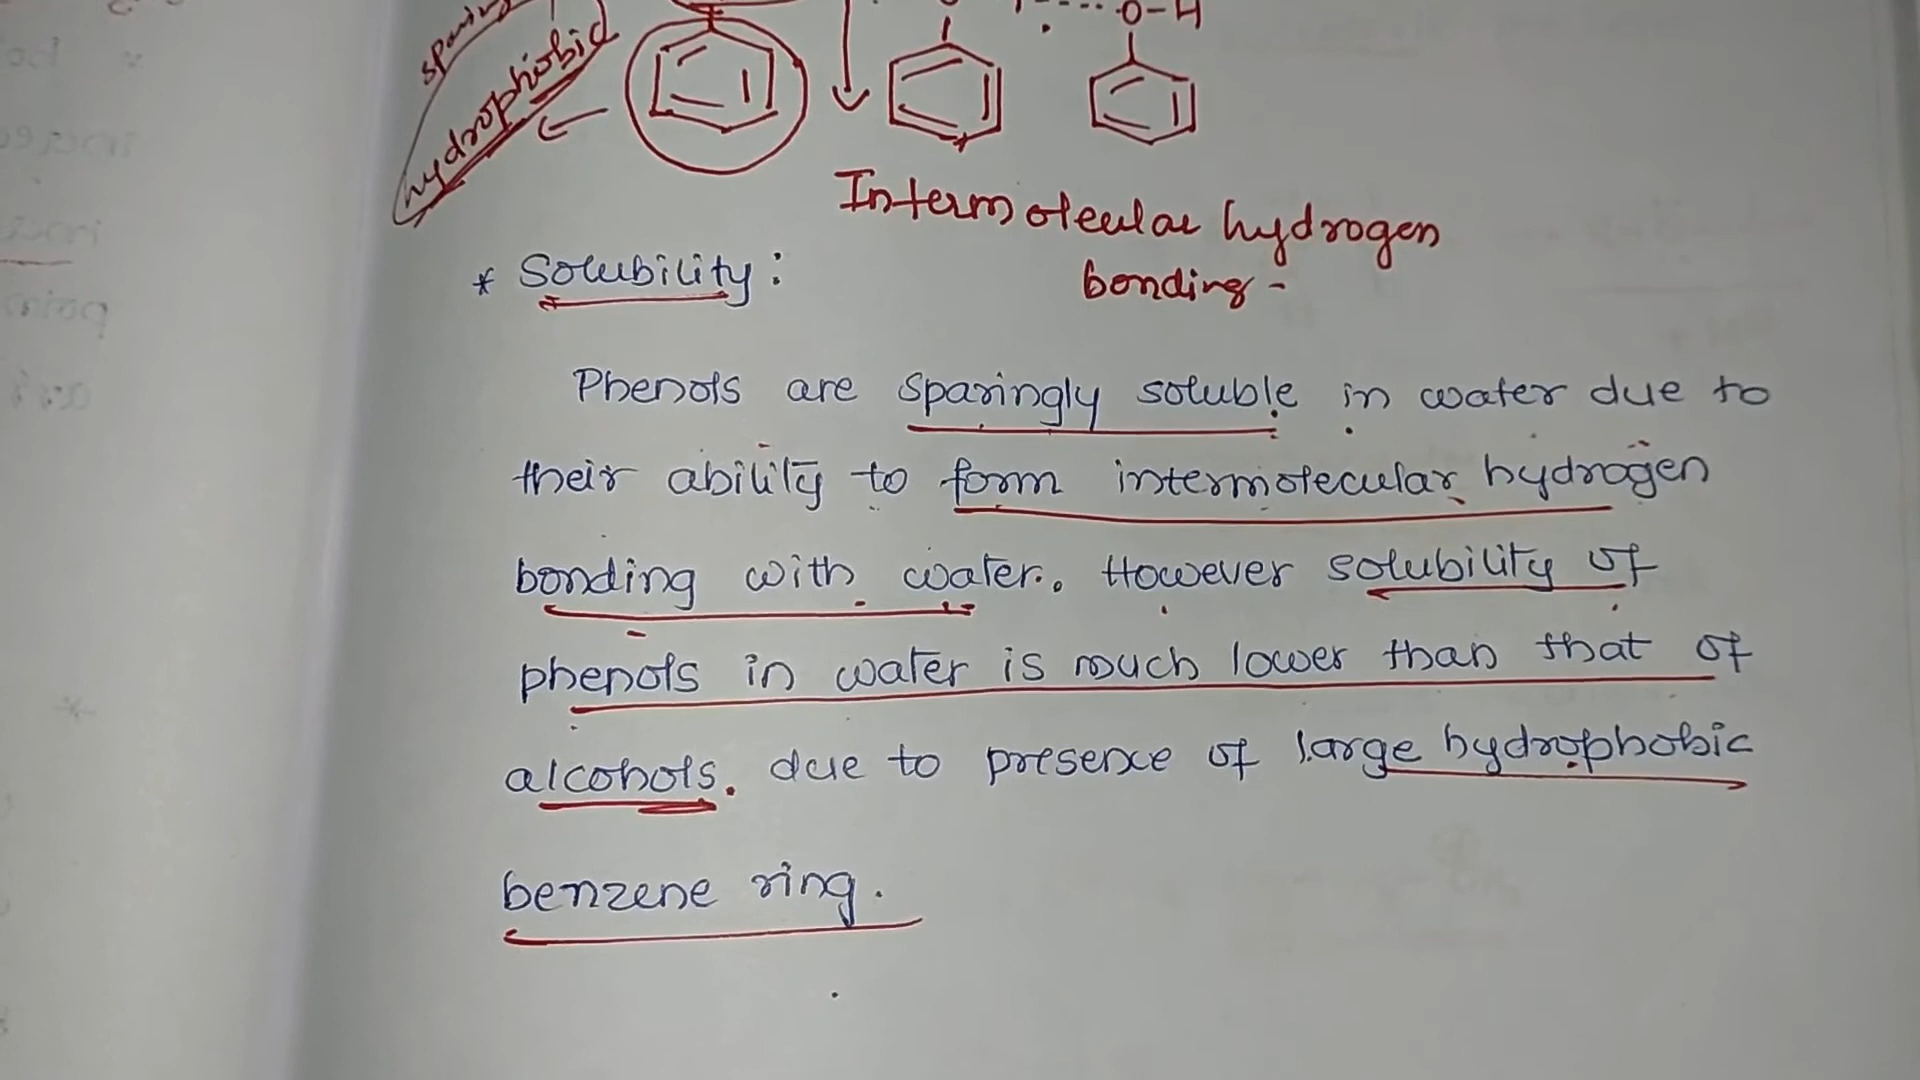 hydrophobic
O-H
Intermolecular hydrogen
bonding -
* Solubility:
Phenols are sparingly soluble in water due to
their ability to form intermolecular hydrogen
bonding with water. However solubility of
phenols in water is much lower than that of
alcohols. due to presence of large hydrophobic
benzene ring.